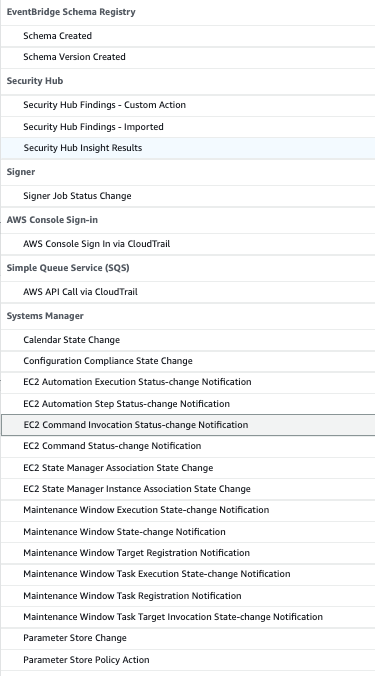 EventBridge Schema Registry
Schema Created
Schema Version Created
Security Hub
Security Hub Findings - Custom Action
Security Hub Findings - Imported
Security Hub Insight Results
Signer
Signer Job Status Change
AWS Console Sign-in
AWS Console Sign In via CloudTrail
Simple Queue Service (SQS)
AWS API Call via CloudTrail
Systems Manager
Calendar State Change
Configuration Compliance State Change
EC2 Automation Execution Status-change Notification
EC2 Automation Step Status-change Notification
EC2 Command Invocation Status-change Notification
EC2 Command Status-change Notification
EC2 State Manager Association State Change
EC2 State Manager Instance Association State Change
Maintenance Window Execution State-change Notification
Maintenance Window State-change Notification
Maintenance Window Target Registration Notification
Maintenance Window Task Execution State-change Notification
Maintenance Window Task Registration Notification
Maintenance Window Task Target Invocation State-change Notification
Parameter Store Change
Parameter Store Policy Action